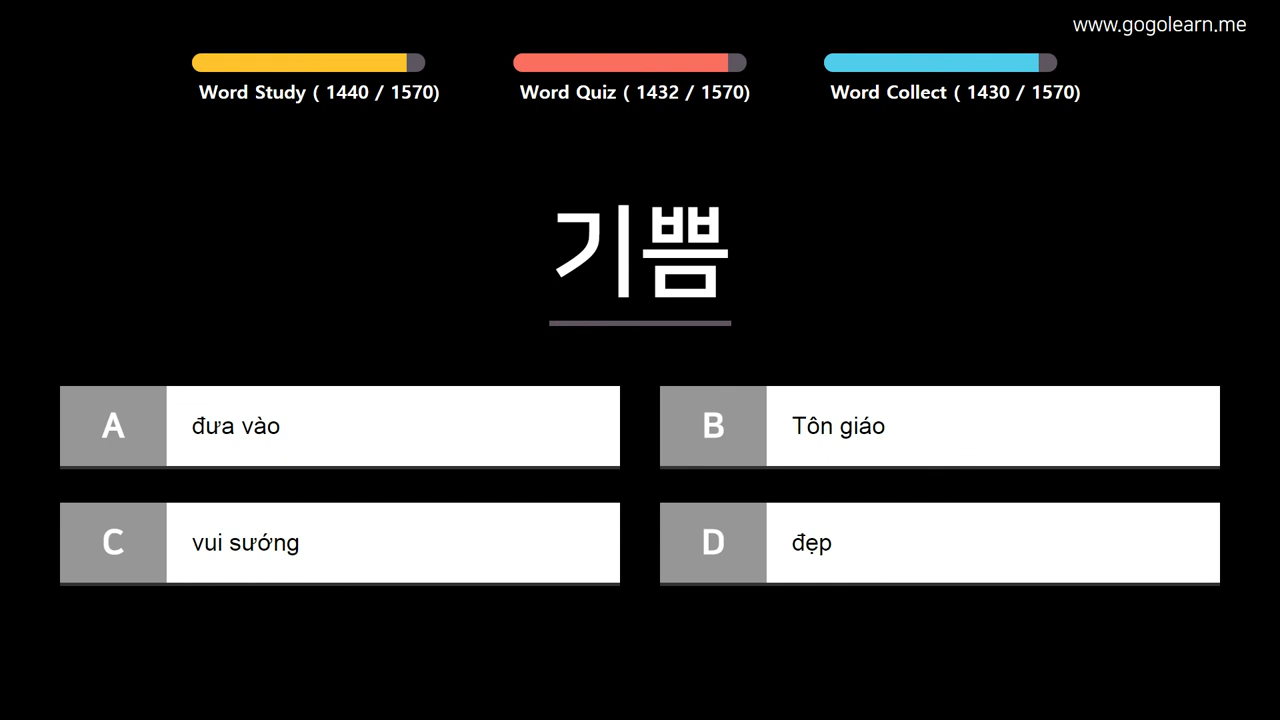 www.gogolearn.me
Word Study ( 1440 / 1570)
Word Quiz ( 1432 / 1570)
Word Collect ( 1430 / 1570)
기쁨
A đưa vào
B Tôn giáo
C vui sướng
D đẹp